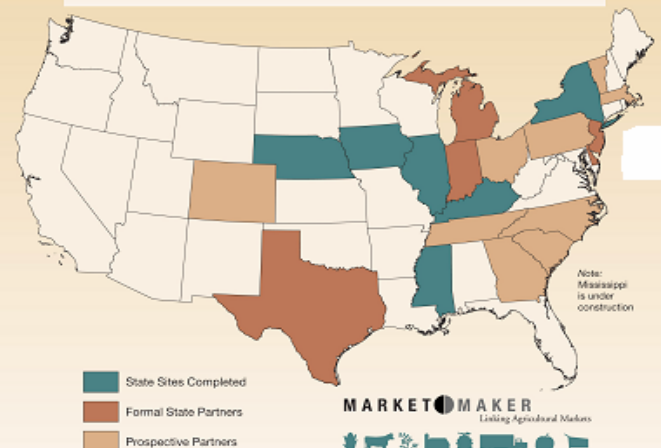 Note:
Mississippi
is under
construction
State Sites Completed
Formal State Partners
Prospective Partners
MARKET MAKER
Linking Agricultural Markets